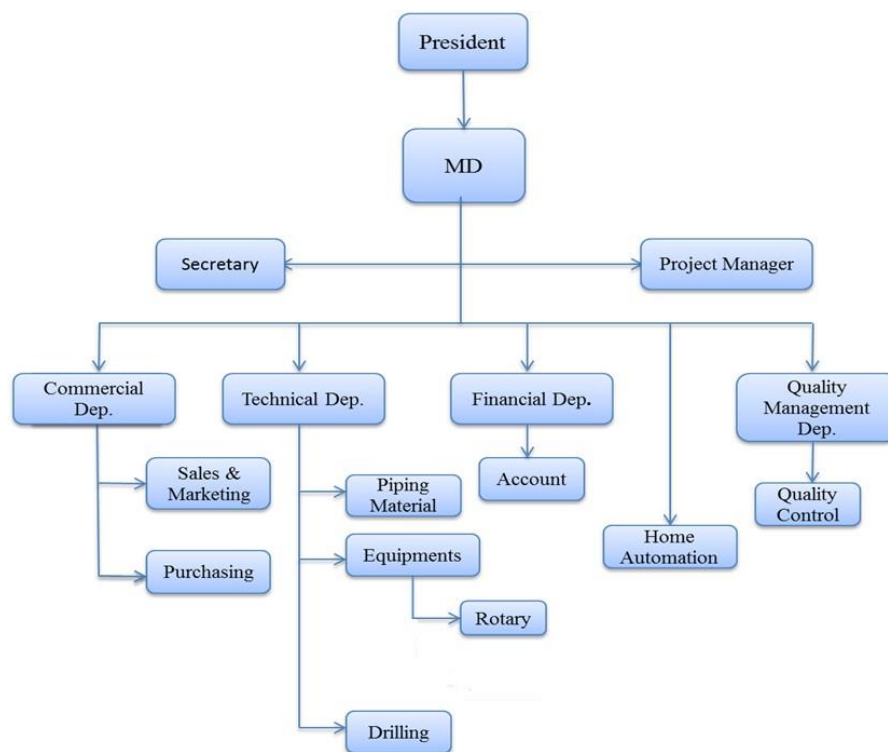 President
MD
Secretary
Project Manager
Commercial
Dep.
Technical Dep.
Financial Dep.
Quality
Management
Dep.
Sales &
Marketing
Piping
Material
Account
Quality
Control
Purchasing
Equipments
Home
Automation
Rotary
Drilling